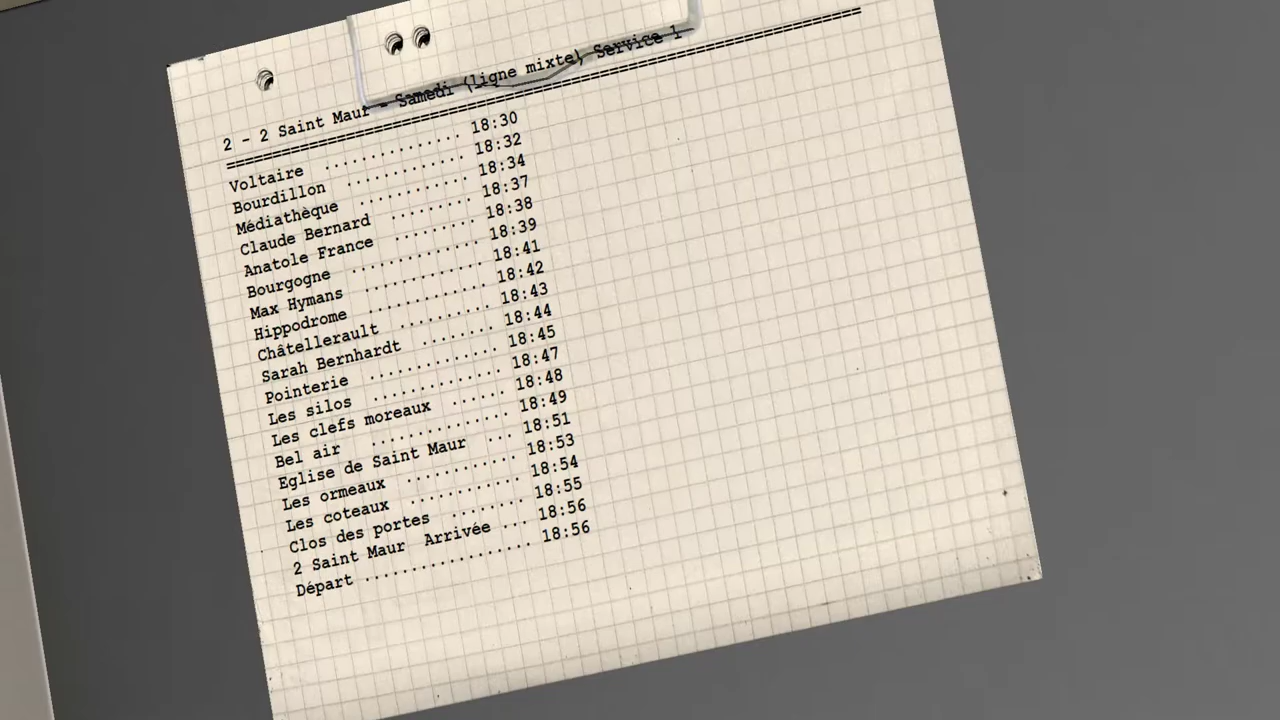 2 - 2 Saint Maur - Samedi (ligne mixte), Service 1
Voltaire ............... 18:30
Bourdillon ............. 18:32
Médiathèque ............ 18:34
Claude Bernard ......... 18:37
Anatole France ......... 18:38
Bourgogne .............. 18:39
Max Hymans ............. 18:41
Hippodrome ............. 18:42
Châtellerault .......... 18:43
Sarah Bernhardt ........ 18:44
Pointerie .............. 18:45
Les silos .............. 18:47
Les clefs moreaux ...... 18:48
Bel air ............... 18:49
Eglise de Saint Maur ... 18:51
Les ormeaux ............ 18:53
Les coteaux ............ 18:54
Clos des portes ........ 18:55
2 Saint Maur Arrivée ... 18:56
Départ .................. 18:56